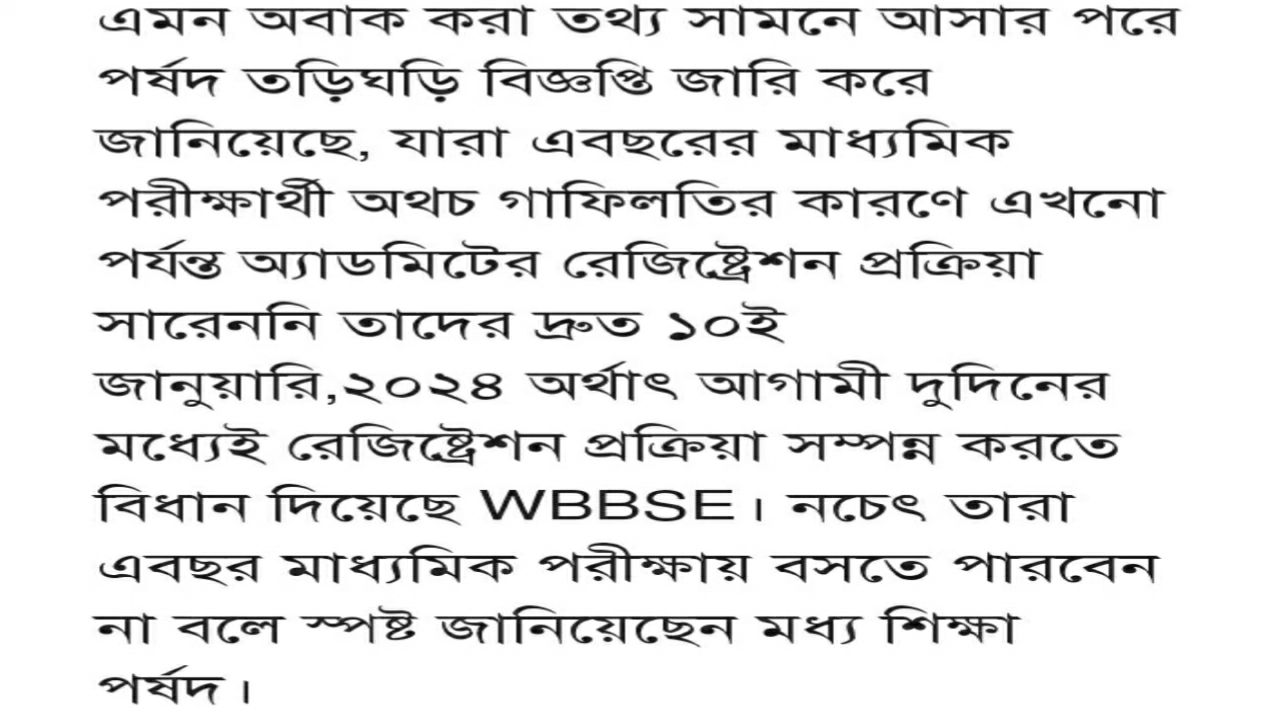 এমন অবাক করা তথ্য সামনে আসার পরে
পর্ষদ তড়িঘড়ি বিজ্ঞপ্তি জারি করে
জানিয়েছে, যারা এবছরের মাধ্যমিক
পরীক্ষার্থী অথচ গাফিলতির কারণে এখনো
পর্যন্ত অ্যাডমিটের রেজিষ্ট্রেশন প্রক্রিয়া
সারেননি তাদের দ্রুত ১০ই
জানুয়ারি,২০২৪ অর্থাৎ আগামী দুদিনের
মধ্যেই রেজিষ্ট্রেশন প্রক্রিয়া সম্পন্ন করতে
বিধান দিয়েছে WBBSE। নচেৎ তারা
এবছর মাধ্যমিক পরীক্ষায় বসতে পারবেন
না বলে স্পষ্ট জানিয়েছেন মধ্য শিক্ষা
পর্ষদ।